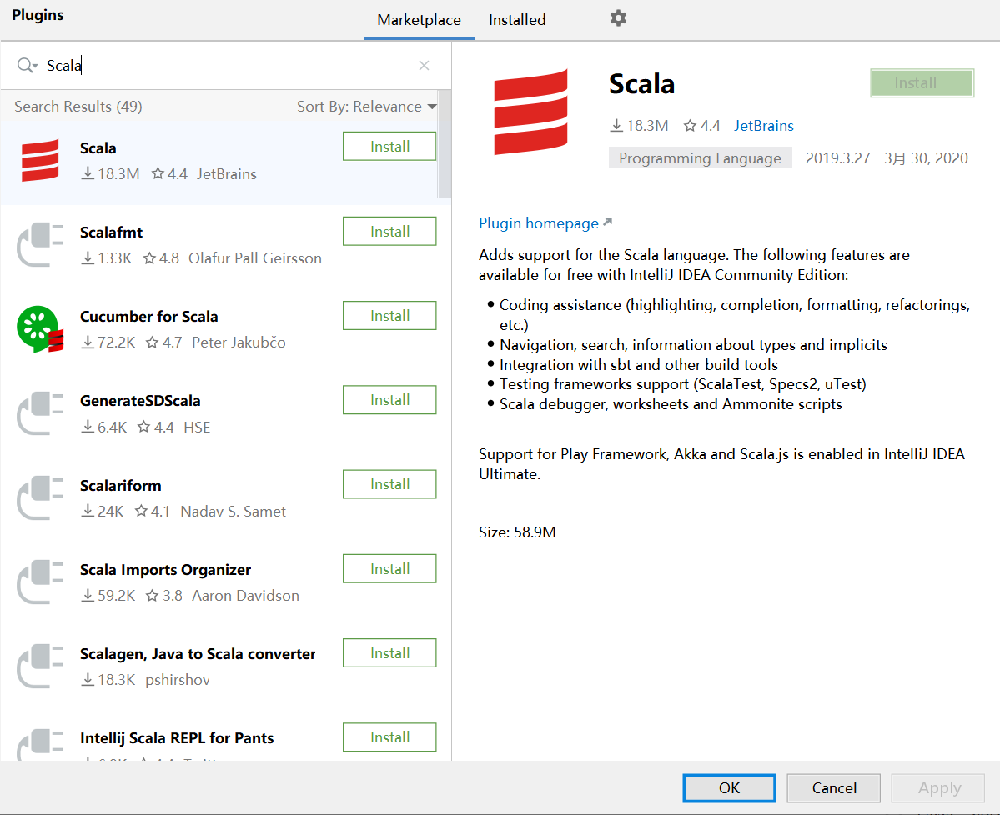 Plugins
Marketplace Installed
Scala
Search Results (49) Sort By: Relevance
Scala Install
18.3M 4.4 JetBrains
Scalafmt Install
133K 4.8 Olafur Pall Geirsson
Cucumber for Scala Install
72.2K 4.7 Peter Jakubčo
GenerateSDScala Install
6.4K 4.4 HSE
Scalariform Install
24K 4.1 Nadav S. Samet
Scala Imports Organizer Install
59.2K 3.8 Aaron Davidson
Scalagen, Java to Scala converter Install
18.3K pshirshov
Intellij Scala REPL for Pants Install
Scala Install
18.3M 4.4 JetBrains
Programming Language 2019.3.27 3月 30, 2020
Plugin homepage
Adds support for the Scala language. The following features are
available for free with IntelliJ IDEA Community Edition:
• Coding assistance (highlighting, completion, formatting, refactorings,
etc.)
• Navigation, search, information about types and implicits
• Integration with sbt and other build tools
• Testing frameworks support (ScalaTest, Specs2, uTest)
• Scala debugger, worksheets and Ammonite scripts
Support for Play Framework, Akka and Scala.js is enabled in IntelliJ IDEA
Ultimate.
Size: 58.9M
OK Cancel Apply